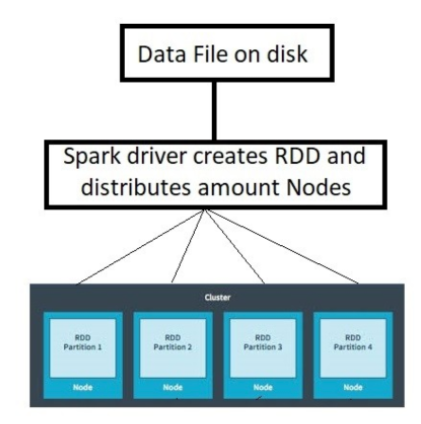 Data File on disk
Spark driver creates RDD and
distributes amount Nodes
Cluster
RDD
Partition 1
Node
RDD
Partition 2
Node
RDD
Partition 3
Node
RDD
Partition 4
Node